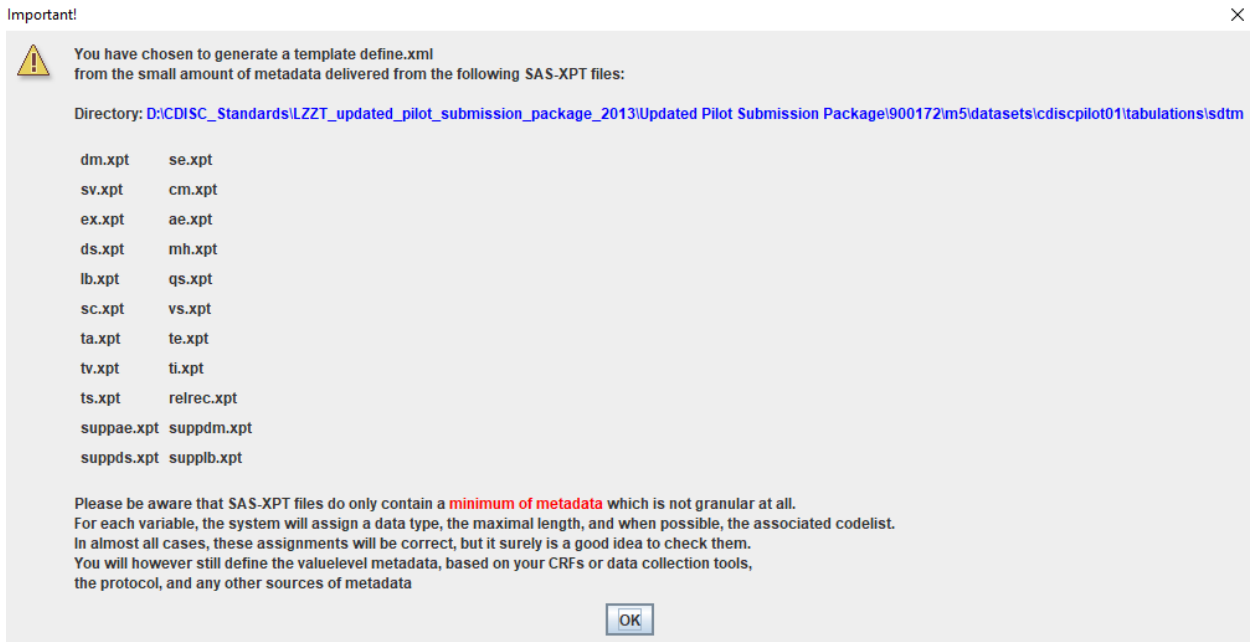 Important!
You have chosen to generate a template define.xml
from the small amount of metadata delivered from the following SAS-XPT files:
Directory: D:\CDISC_Standards\LZZT_updated_pilot_submission_package_2013\Updated Pilot Submission Package\900172\m5\datasets\cdiscpilot01\tabulations\sdtm
dm.xpt se.xpt
sv.xpt cm.xpt
ex.xpt ae.xpt
ds.xpt mh.xpt
lb.xpt qs.xpt
sc.xpt vs.xpt
ta.xpt te.xpt
tv.xpt ti.xpt
ts.xpt relrec.xpt
suppae.xpt suppdm.xpt
suppds.xpt supplb.xpt
Please be aware that SAS-XPT files do only contain a minimum of metadata which is not granular at all.
For each variable, the system will assign a data type, the maximal length, and when possible, the associated codelist.
In almost all cases, these assignments will be correct, but it surely is a good idea to check them.
You will however still define the valuelevel metadata, based on your CRFs or data collection tools,
the protocol, and any other sources of metadata
OK